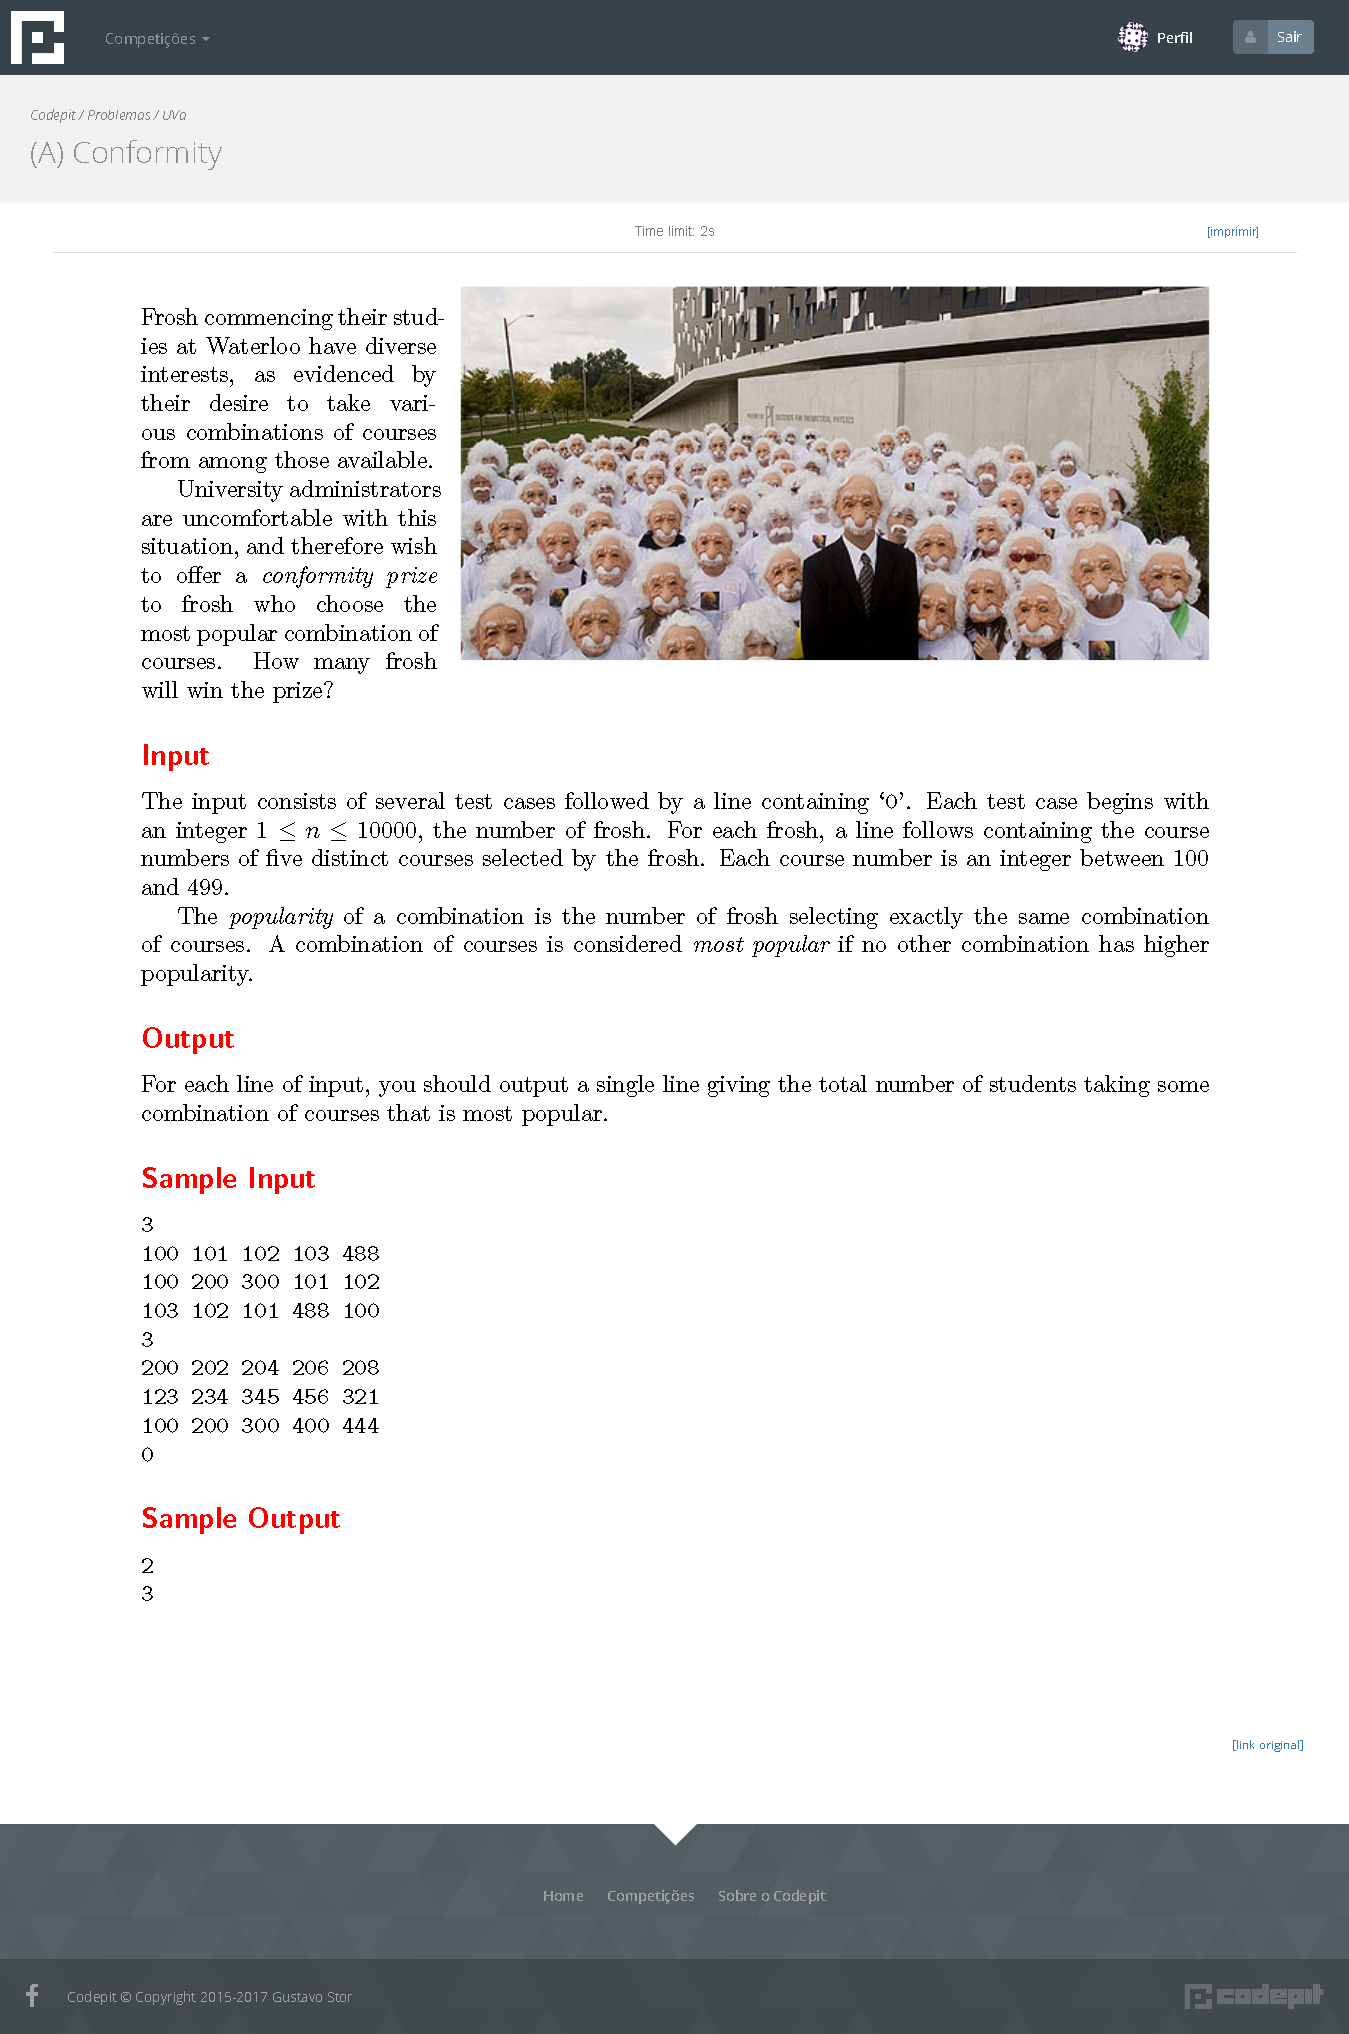 Competições
Perfil
Sair
Codepit / Problemas / UVa
(A) Conformity
Time limit: 2s
[imprimir]
Frosh commencing their stud-
ies at Waterloo have diverse
interests, as evidenced by
their desire to take vari-
ous combinations of courses
from among those available.
University administrators
are uncomfortable with this
situation, and therefore wish
to offer a conformity prize
to frosh who choose the
most popular combination of
courses. How many frosh
will win the prize?
INSTITUTE FOR THEORETICAL PHYSICS
Input
The input consists of several test cases followed by a line containing ‘0’. Each test case begins with
an integer 1 ≤ n ≤ 10000, the number of frosh. For each frosh, a line follows containing the course
numbers of five distinct courses selected by the frosh. Each course number is an integer between 100
and 499.
The popularity of a combination is the number of frosh selecting exactly the same combination
of courses. A combination of courses is considered most popular if no other combination has higher
popularity.
Output
For each line of input, you should output a single line giving the total number of students taking some
combination of courses that is most popular.
Sample Input
3
100 101 102 103 488
100 200 300 101 102
103 102 101 488 100
3
200 202 204 206 208
123 234 345 456 321
100 200 300 400 444
0
Sample Output
2
3
[link original]
Home Competições Sobre o Codepit
Codepit © Copyright 2015-2017 Gustavo Stor
codepit